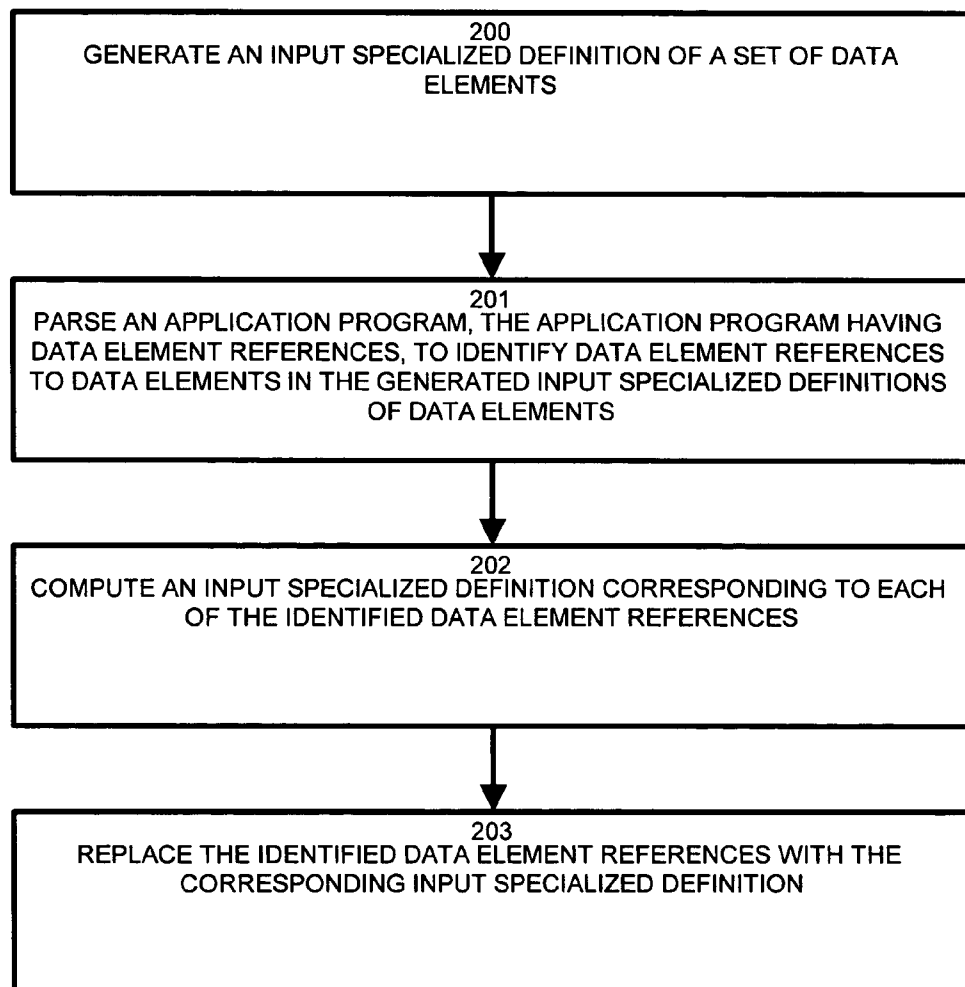 200
GENERATE AN INPUT SPECIALIZED DEFINITION OF A SET OF DATA
ELEMENTS
201
PARSE AN APPLICATION PROGRAM, THE APPLICATION PROGRAM HAVING
DATA ELEMENT REFERENCES, TO IDENTIFY DATA ELEMENT REFERENCES
TO DATA ELEMENTS IN THE GENERATED INPUT SPECIALIZED DEFINITIONS
OF DATA ELEMENTS
202
COMPUTE AN INPUT SPECIALIZED DEFINITION CORRESPONDING TO EACH
OF THE IDENTIFIED DATA ELEMENT REFERENCES
203
REPLACE THE IDENTIFIED DATA ELEMENT REFERENCES WITH THE
CORRESPONDING INPUT SPECIALIZED DEFINITION